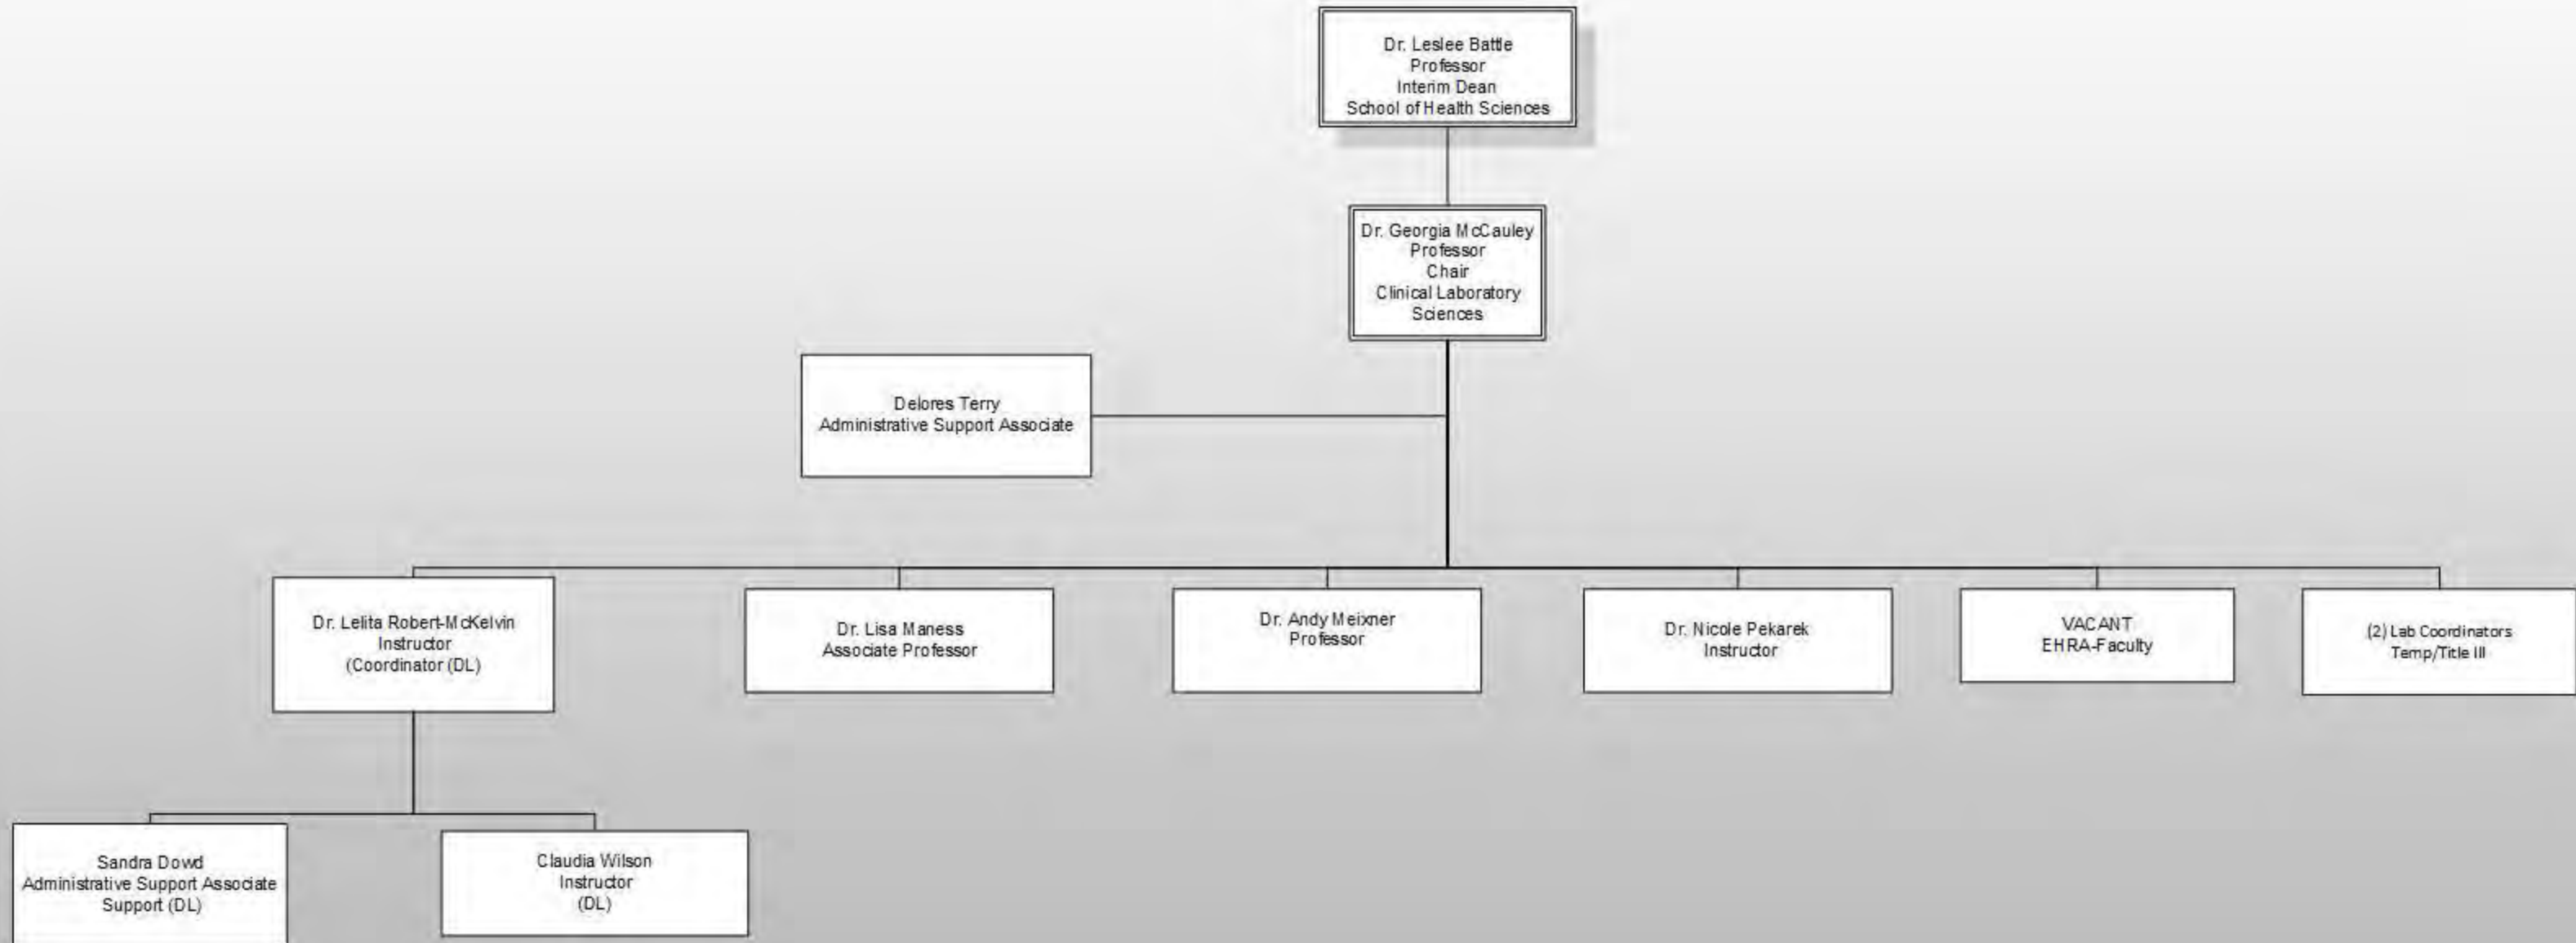 Dr. Leslee Battle
Professor
Interim Dean
School of Health Sciences
Dr. Georgia McCauley
Professor
Chair
Clinical Laboratory
Sciences
Delores Terry
Administrative Support Associate
Dr. Lelita Robert-McKelvin
Instructor
(Coordinator (DL)
Dr. Lisa Maness
Associate Professor
Dr. Andy Meixner
Professor
Dr. Nicole Pekarek
Instructor
VACANT
EHRA-Faculty
(2) Lab Coordinators
Temp/Title III
Sandra Dowd
Administrative Support Associate
Support (DL)
Claudia Wilson
Instructor
(DL)